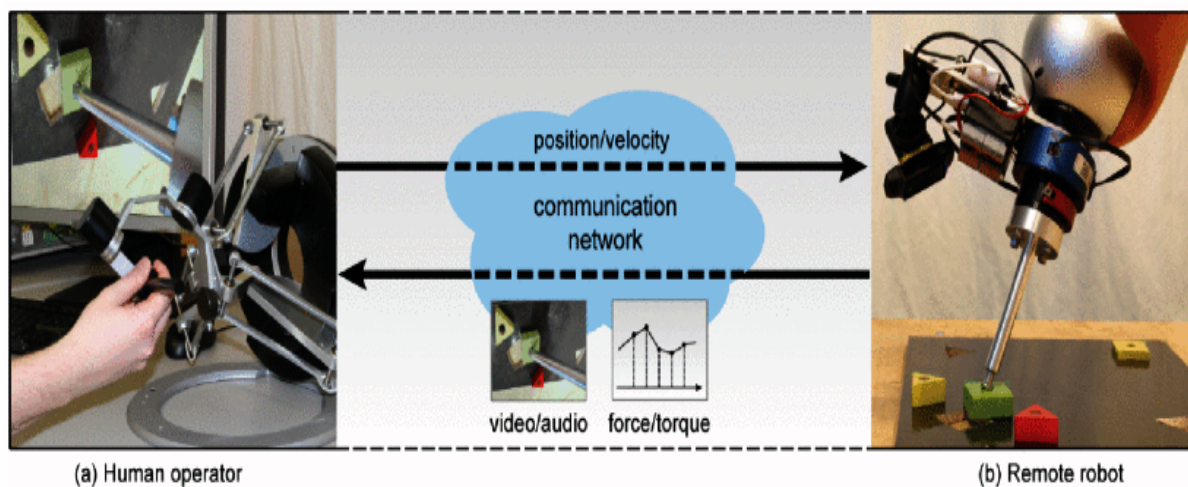 position/velocity
communication
network
video/audio
force/torque
(a) Human operator
(b) Remote robot